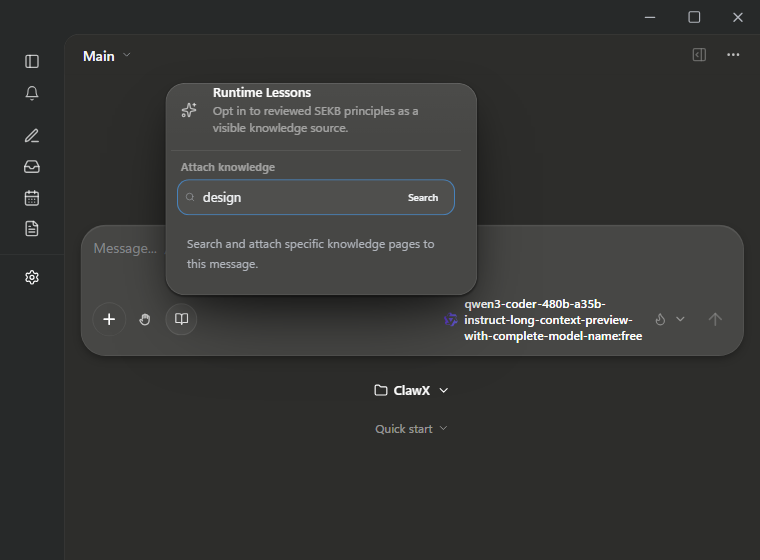 Main
Runtime Lessons
Opt in to reviewed SEKB principles as a
visible knowledge source.
Attach knowledge
design
Search
Search and attach specific knowledge pages to
this message.
Message...
qwen3-coder-480b-a35b-
instruct-long-context-preview-
with-complete-model-name:free
ClawX
Quick start